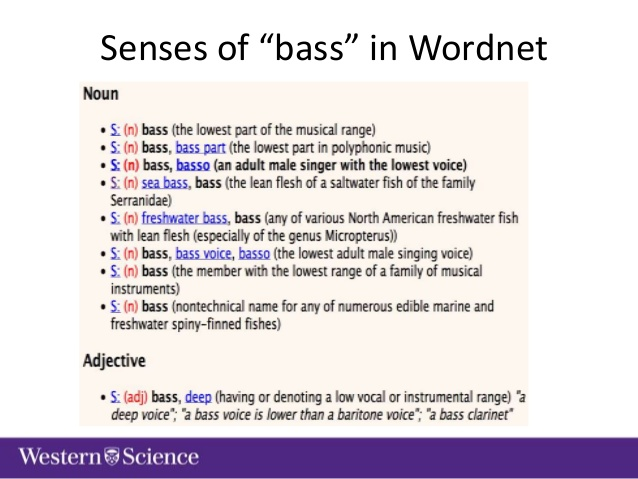 Senses of “bass” in Wordnet
Noun
• S: (n) bass (the lowest part of the musical range)
• S: (n) bass, bass part (the lowest part in polyphonic music)
• S: (n) bass, basso (an adult male singer with the lowest voice)
• S: (n) sea bass, bass (the lean flesh of a saltwater fish of the family
Serranidae)
• S: (n) freshwater bass, bass (any of various North American freshwater fish
with lean flesh (especially of the genus Micropterus))
• S: (n) bass, bass voice, basso (the lowest adult male singing voice)
• S: (n) bass (the member with the lowest range of a family of musical
instruments)
• S: (n) bass (nontechnical name for any of numerous edible marine and
freshwater spiny-finned fishes)
Adjective
• S: (adj) bass, deep (having or denoting a low vocal or instrumental range) "a
deep voice"; "a bass voice is lower than a baritone voice"; "a bass clarinet"
Western Science